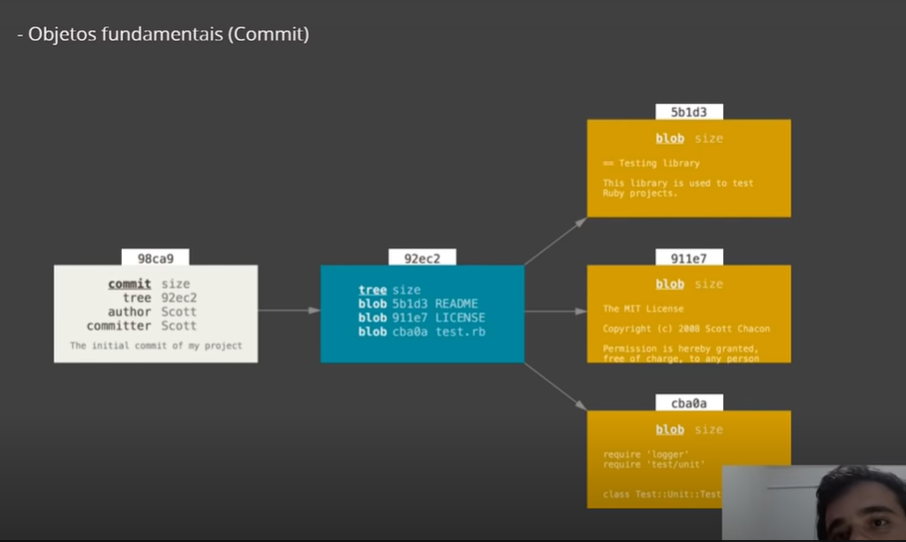 - Objetos fundamentais (Commit)
98ca9
commit size
tree 92ec2
author Scott
committer Scott
The initial commit of my project
92ec2
tree size
blob 5b1d3 README
blob 911e7 LICENSE
blob cba0a test.rb
5b1d3
blob size
== Testing library
This library is used to test
Ruby projects.
911e7
blob size
The MIT License
Copyright (c) 2008 Scott Chacon
Permission is hereby granted,
free of charge, to any person
cba0a
blob size
require 'logger'
require 'test/unit'
class Test::Unit::Test